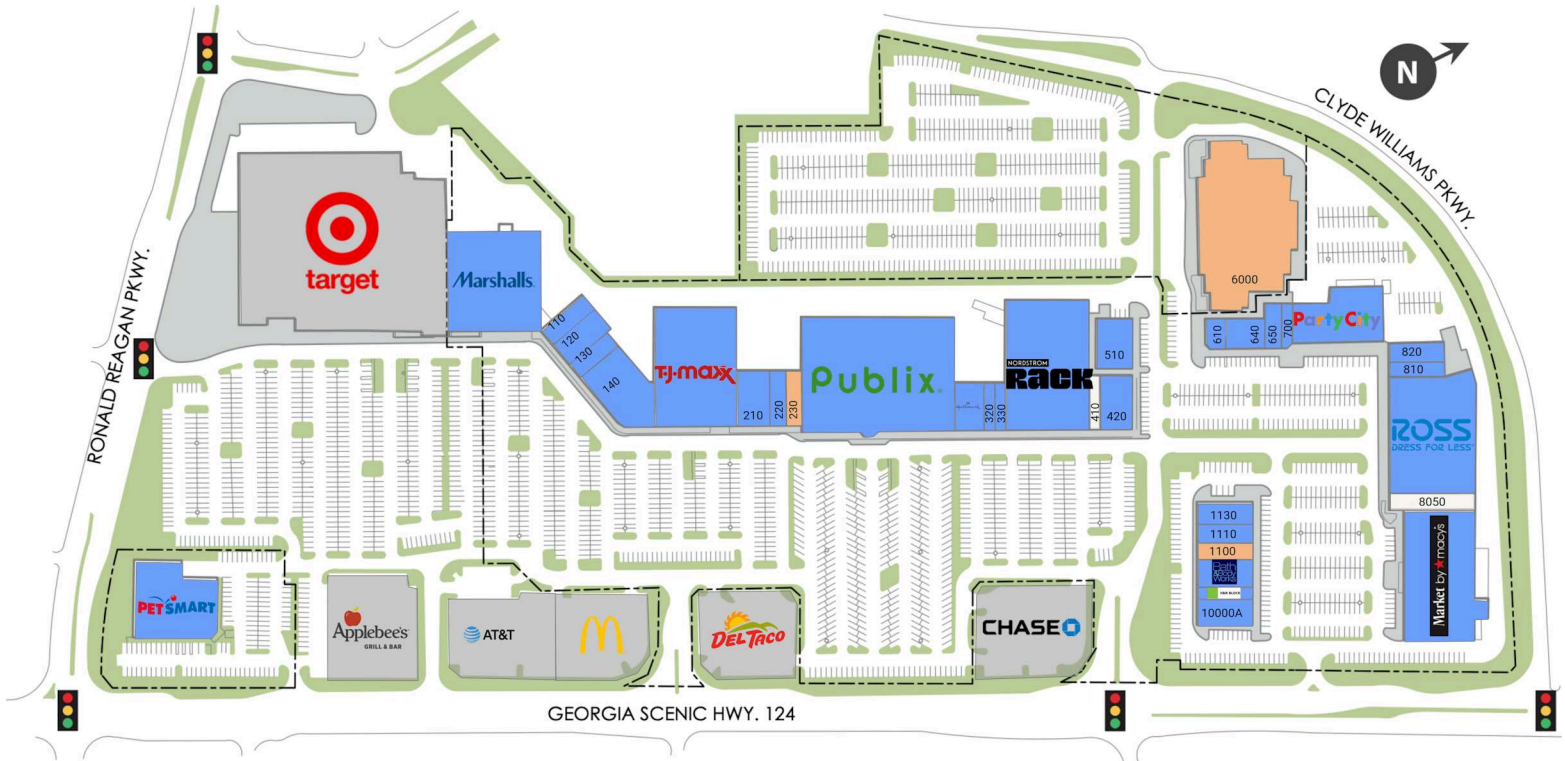 N
CLYDE WILLIAMS PKWY.
RONALD REAGAN PKWY.
target
Marshalls.
6000
110
120
130
140
T·J·maxx
210
220
230
Publix.
320
330
NORDSTROM
RACK
510
410
420
610
640
650
700
Party City
820
810
ROSS
DRESS FOR LESS
8050
Market by macy's
1130
1110
1100
Bath
& Body
Works
H&R BLOCK
10000A
PETSMART
Applebee's
GRILL & BAR
AT&T
DEL TACO
CHASE
GEORGIA SCENIC HWY. 124